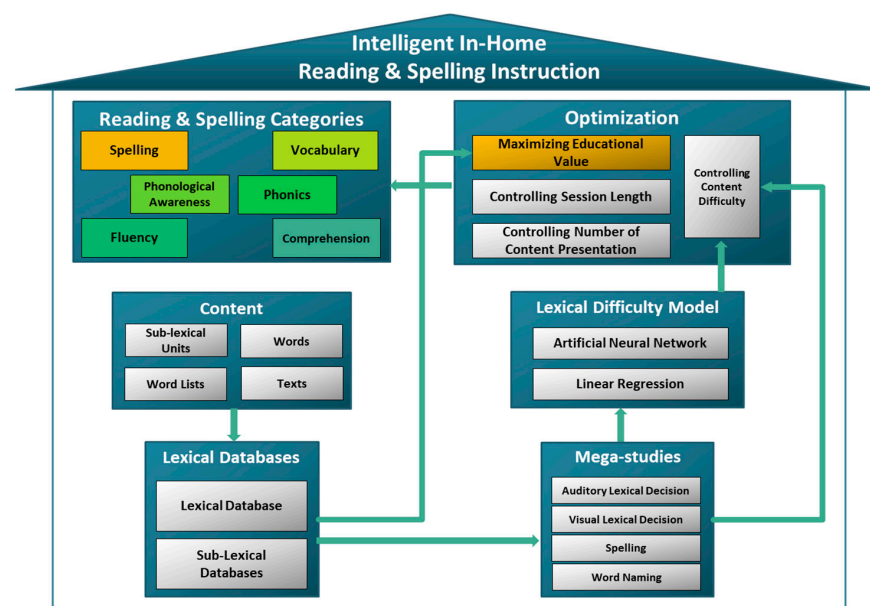 Intelligent In-Home
Reading & Spelling Instruction
Reading & Spelling Categories
Spelling
Vocabulary
Phonological
Awareness
Phonics
Fluency
Comprehension
Optimization
Maximizing Educational
Value
Controlling Session Length
Controlling Number of
Content Presentation
Controlling
Content
Difficulty
Content
Sub-lexical
Units
Words
Word Lists
Texts
Lexical Difficulty Model
Artificial Neural Network
Linear Regression
Lexical Databases
Lexical Database
Sub-Lexical
Databases
Mega-studies
Auditory Lexical Decision
Visual Lexical Decision
Spelling
Word Naming